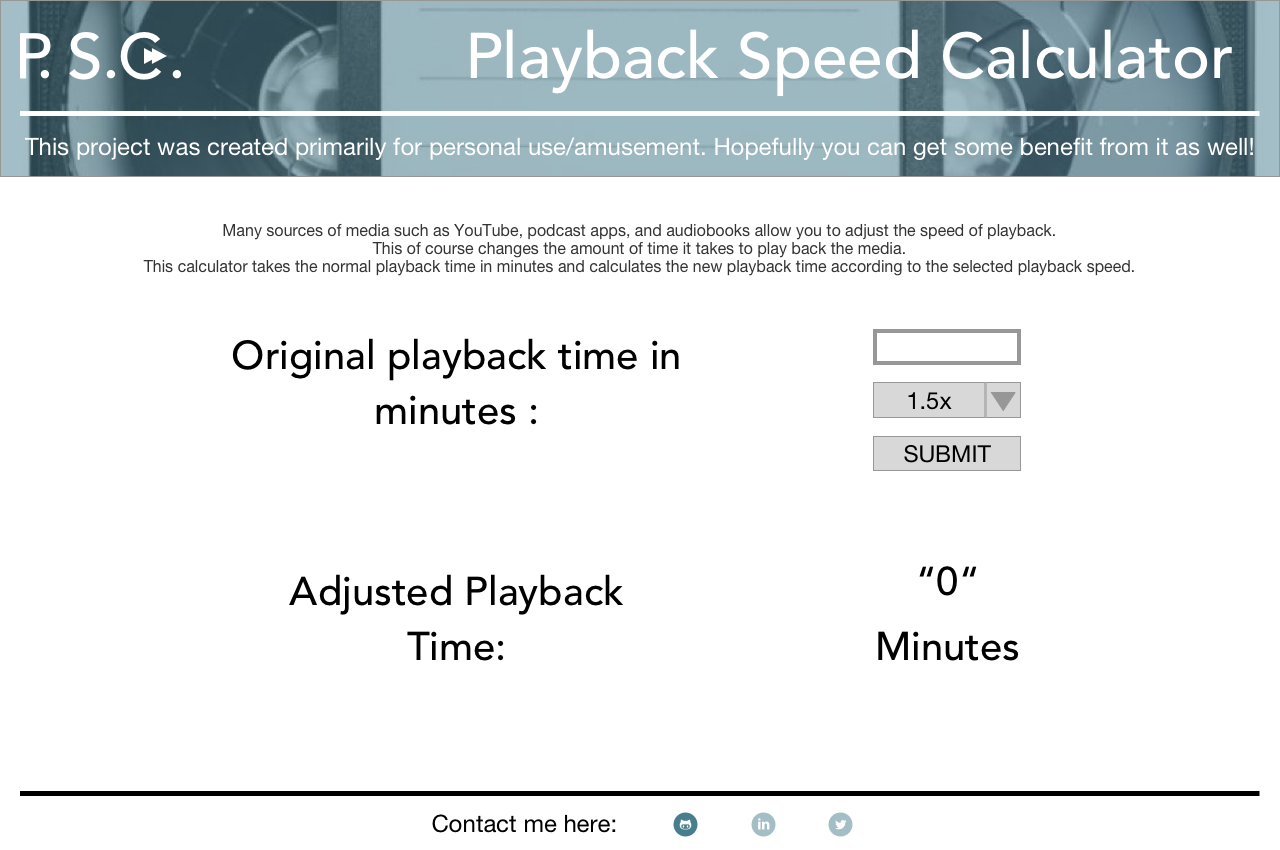 P. S.C.
Playback Speed Calculator
This project was created primarily for personal use/amusement. Hopefully you can get some benefit from it as well!
Many sources of media such as YouTube, podcast apps, and audiobooks allow you to adjust the speed of playback.
This of course changes the amount of time it takes to play back the media.
This calculator takes the normal playback time in minutes and calculates the new playback time according to the selected playback speed.
Original playback time in
minutes :
1.5x
SUBMIT
Adjusted Playback
Time:
“0“
Minutes
Contact me here:
in